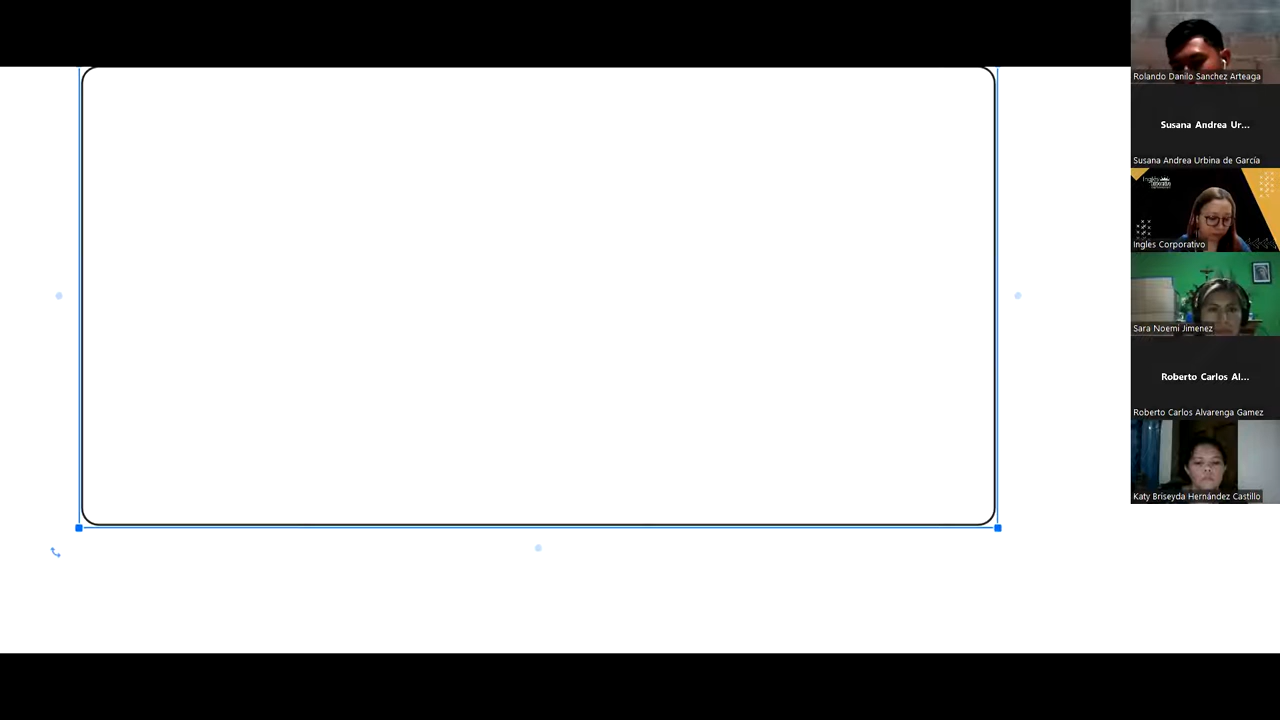 Rolando Danilo Sanchez Arteaga
Susana Andrea Ur...
Susana Andrea Urbina de García
Ingles Corporativo
Sara Noemi Jimenez
Roberto Carlos Al...
Roberto Carlos Alvarenga Gamez
Katy Briseyda Hernández Castillo